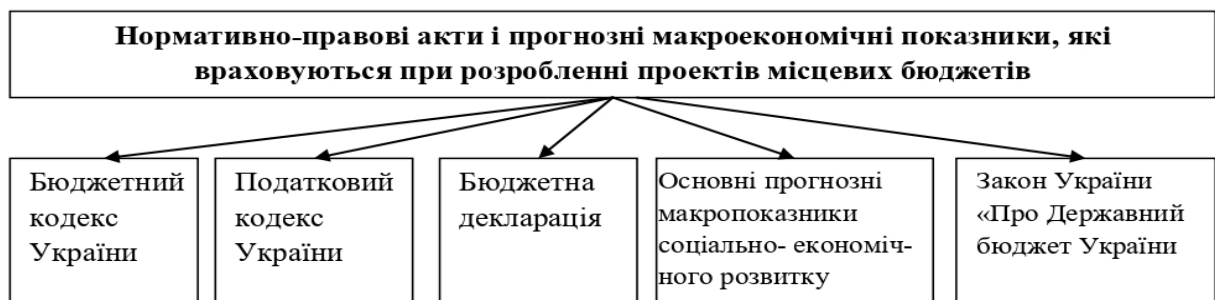 Нормативно-правові акти і прогнозні макроекономічні показники, які
враховуються при розробленні проектів місцевих бюджетів
Бюджетний
кодекс
України
Податковий
кодекс
України
Бюджетна
декларація
Основні прогнозні
макропоказники
соціально- економіч-
ного розвитку
Закон України
«Про Державний
бюджет України